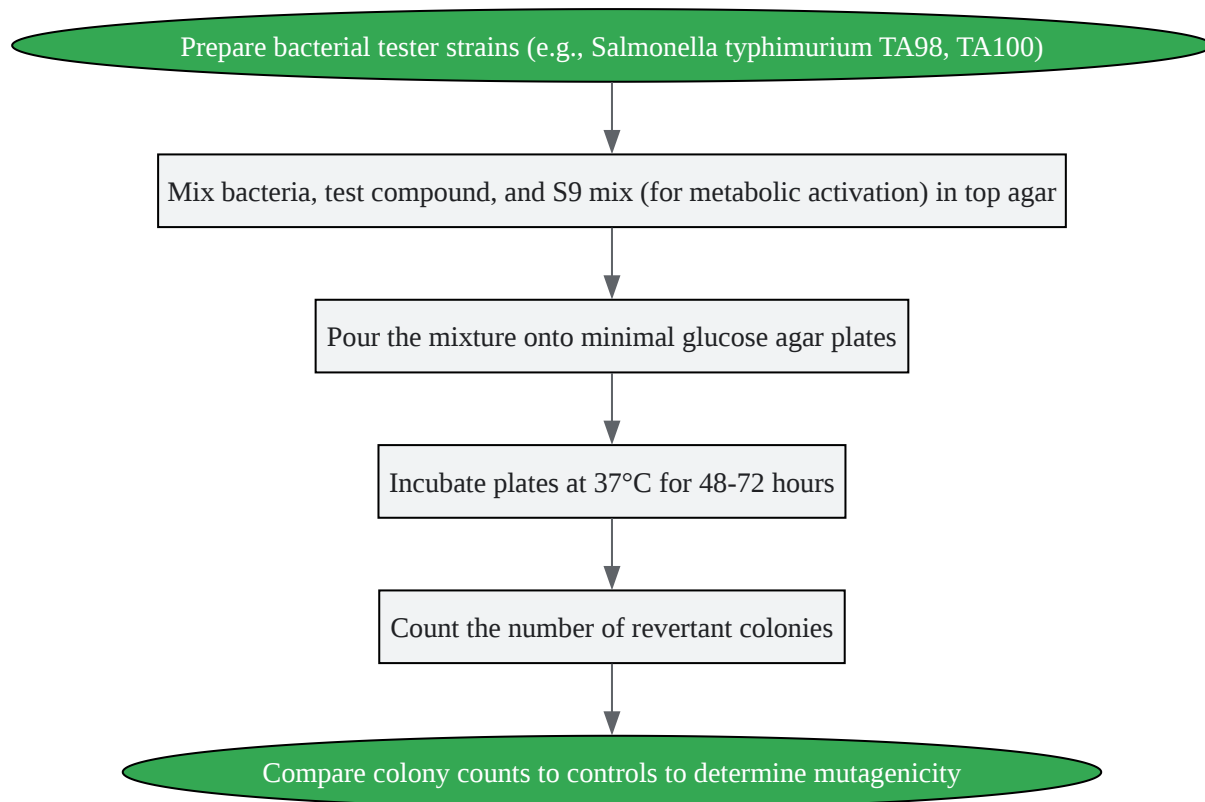 Prepare bacterial tester strains (e.g., Salmonella typhimurium TA98, TA100)
Mix bacteria, test compound, and S9 mix (for metabolic activation) in top agar
Pour the mixture onto minimal glucose agar plates
Incubate plates at 37°C for 48-72 hours
Count the number of revertant colonies
Compare colony counts to controls to determine mutagenicity